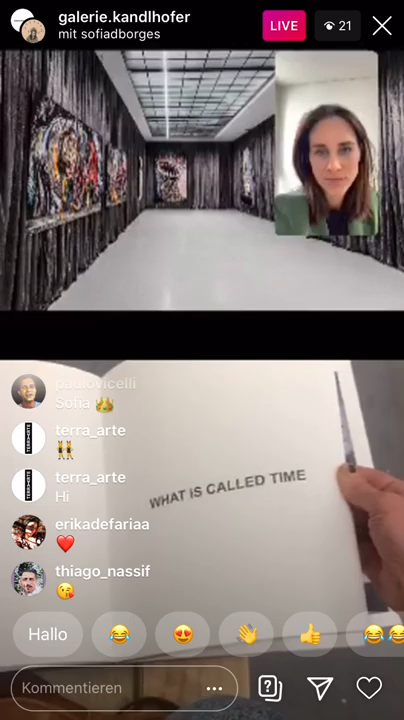 galerie.kandlhofer
mit sofiadborges
LIVE
21
paulovicelli
Sofia 👑
terra_arte
👯
terra_arte
Hi
erikadefariaa
❤️
thiago_nassif
😘
WHAT iS CALLED TIME
Hallo 😂 😍 👋 👍 😂😂
Kommentieren